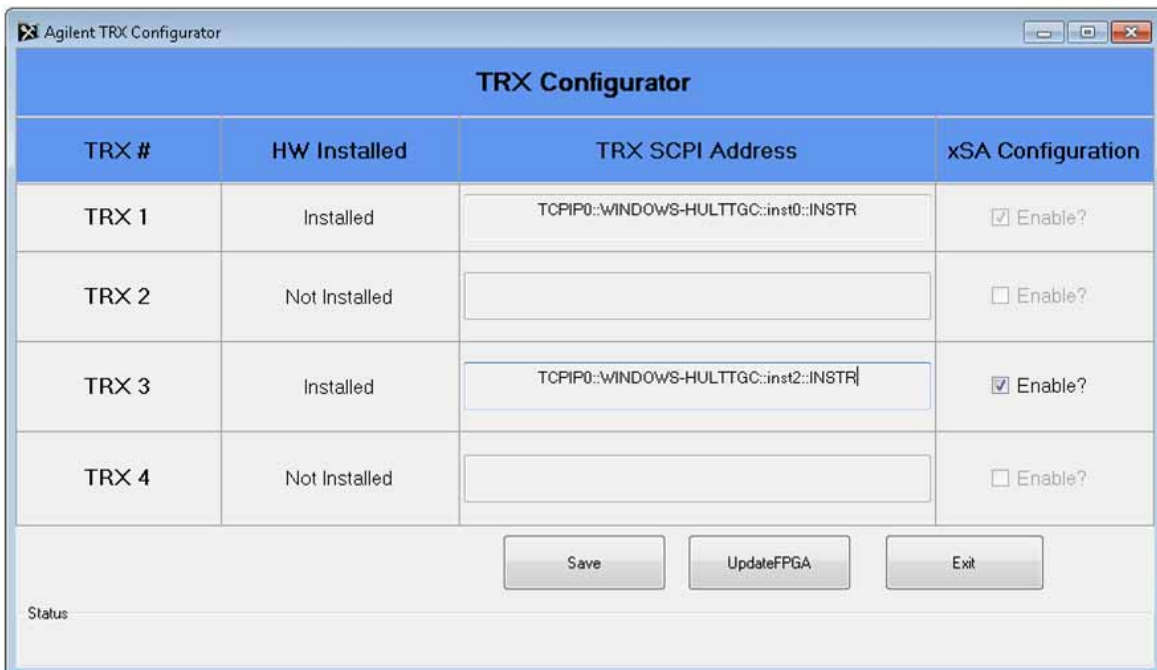 Agilent TRX Configurator
TRX Configurator
TRX # HW Installed TRX SCPI Address xSA Configuration
TRX 1 Installed TCPIP0::WINDOWS-HULTTGC::inst0::INSTR Enable?
TRX 2 Not Installed Enable?
TRX 3 Installed TCPIP0::WINDOWS-HULTTGC::inst2::INSTR Enable?
TRX 4 Not Installed Enable?
Save UpdateFPGA Exit
Status